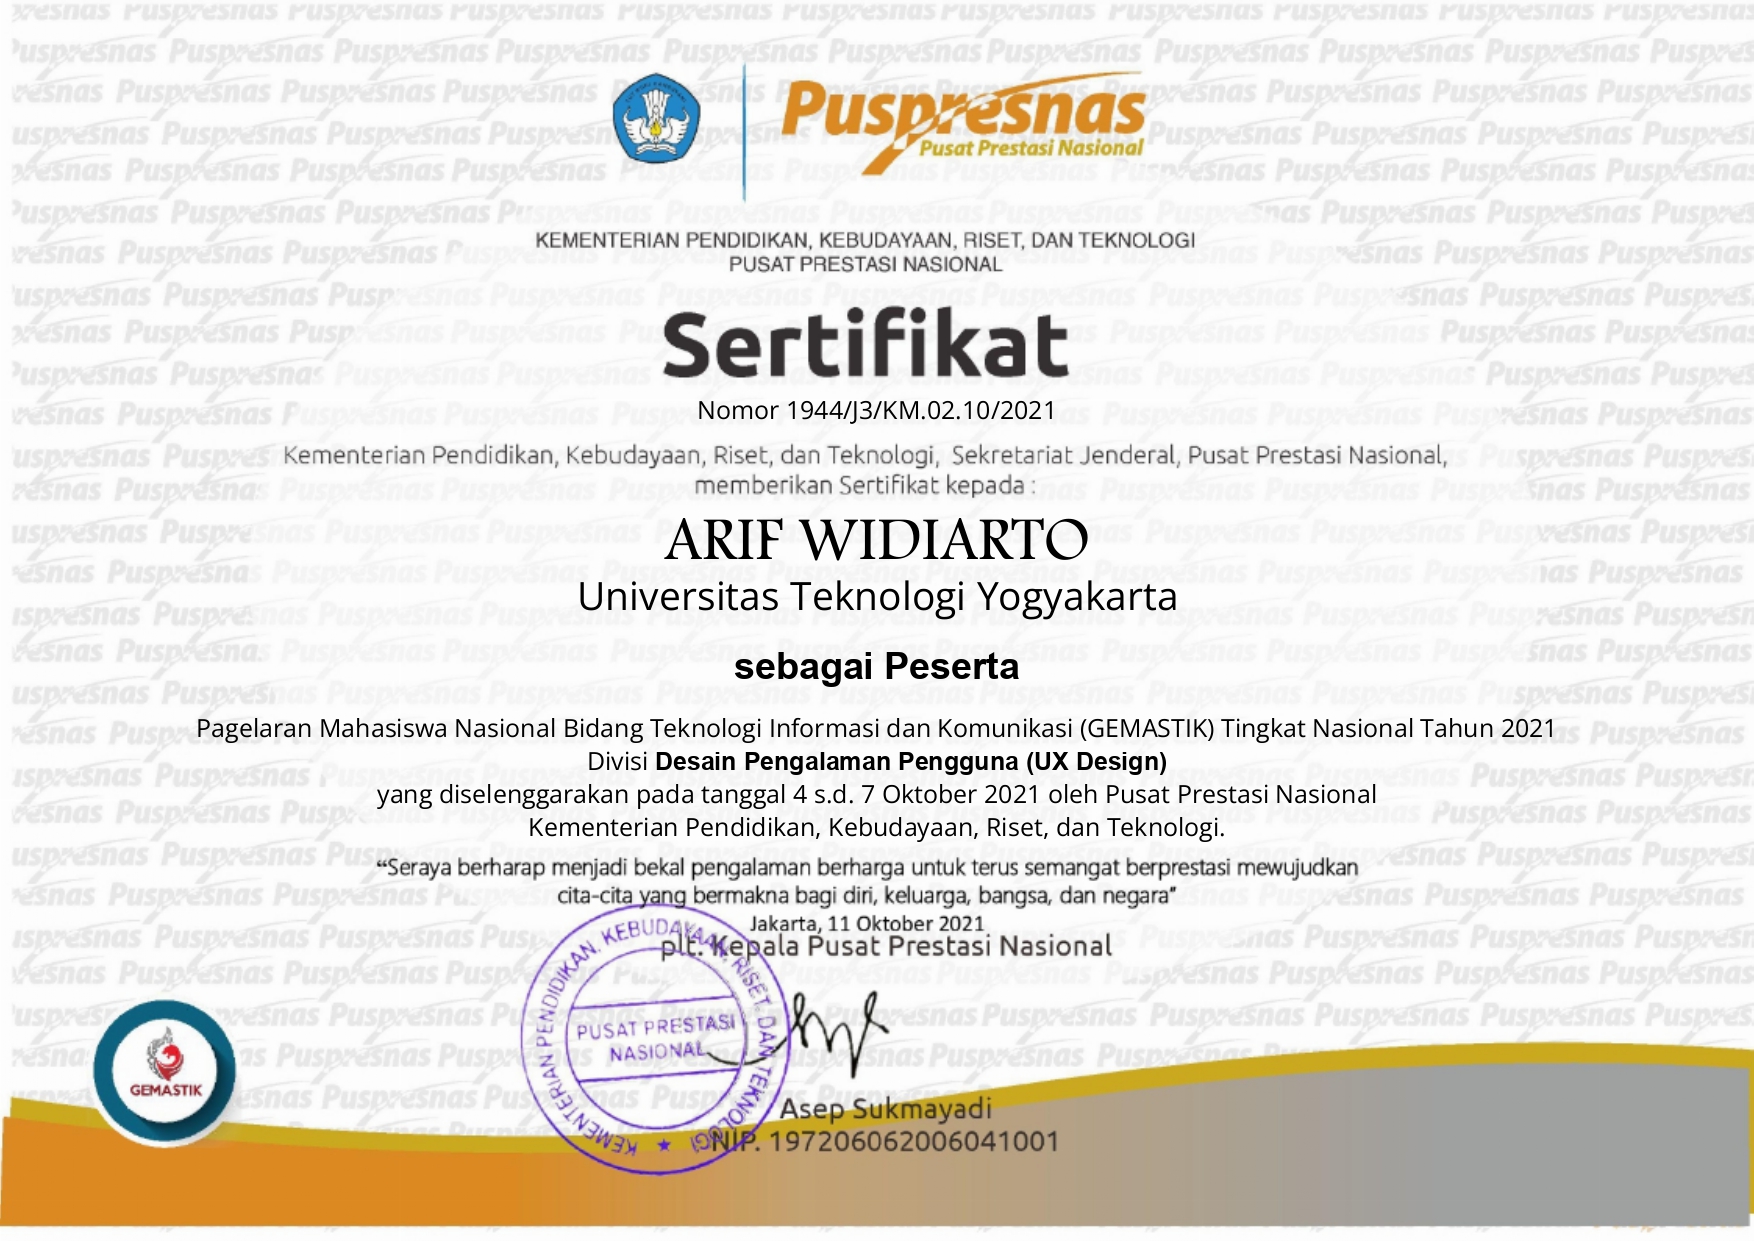 Puspresnas
Pusat Prestasi Nasional
KEMENTERIAN PENDIDIKAN, KEBUDAYAAN, RISET, DAN TEKNOLOGI
PUSAT PRESTASI NASIONAL
Sertifikat
Nomor 1944/J3/KM.02.10/2021
Kementerian Pendidikan, Kebudayaan, Riset, dan Teknologi, Sekretariat Jenderal, Pusat Prestasi Nasional,
memberikan Sertifikat kepada :
ARIF WIDIARTO
Universitas Teknologi Yogyakarta
sebagai Peserta
Pagelaran Mahasiswa Nasional Bidang Teknologi Informasi dan Komunikasi (GEMASTIK) Tingkat Nasional Tahun 2021
Divisi Desain Pengalaman Pengguna (UX Design)
yang diselenggarakan pada tanggal 4 s.d. 7 Oktober 2021 oleh Pusat Prestasi Nasional
Kementerian Pendidikan, Kebudayaan, Riset, dan Teknologi.
“Seraya berharap menjadi bekal pengalaman berharga untuk terus semangat berprestasi mewujudkan
cita-cita yang bermakna bagi diri, keluarga, bangsa, dan negara”
Jakarta, 11 Oktober 2021
plt. Kepala Pusat Prestasi Nasional
KEMENTERIAN PENDIDIKAN, KEBUDAYAAN, RISET, DAN TEKNOLOGI
PUSAT PRESTASI
NASIONAL
GEMASTIK
Asep Sukmayadi
NIP. 197206062006041001